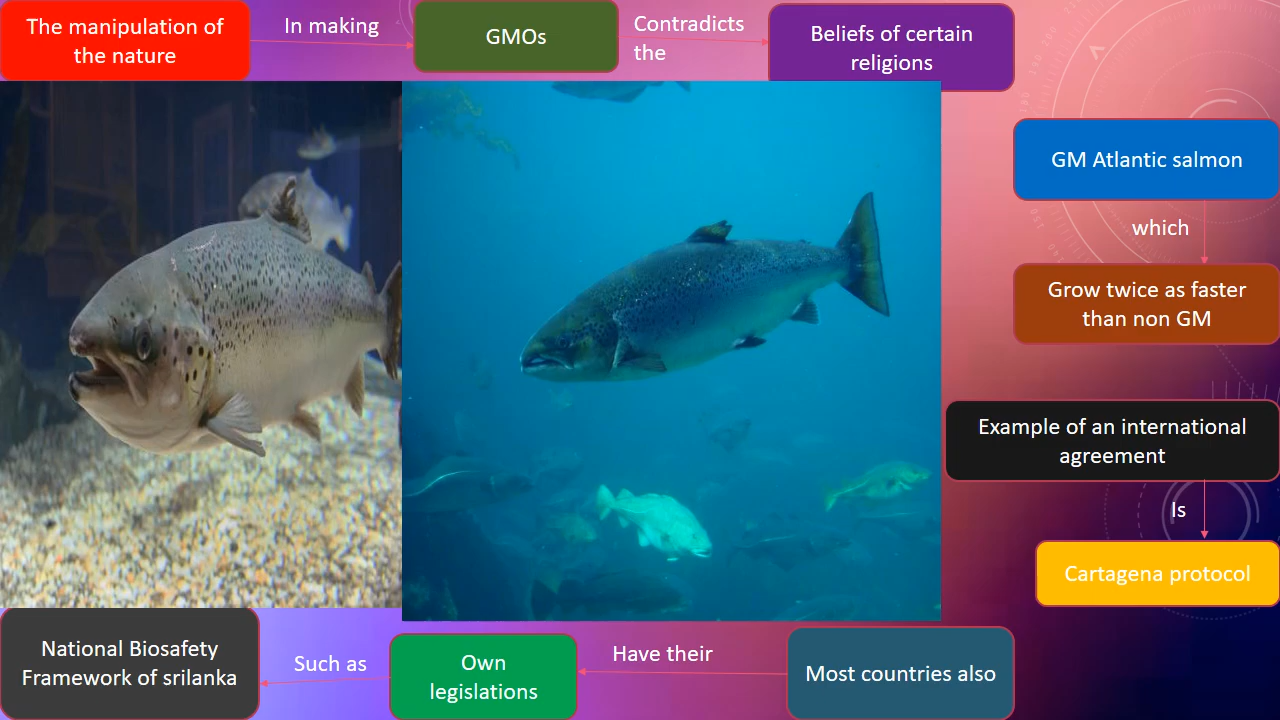 The manipulation of
the nature
In making
GMOs
Contradicts
the
Beliefs of certain
religions
GM Atlantic salmon
which
Grow twice as faster
than non GM
Example of an international
agreement
Is
Cartagena protocol
Most countries also
Have their
Own
legislations
Such as
National Biosafety
Framework of srilanka